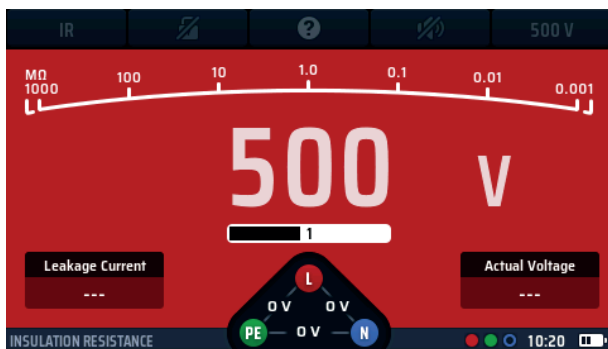 IR ? 500 V
MΩ
1000 100 10 1.0 0.1 0.01 0.001
500 V
1
Leakage Current
---
Actual Voltage
---
L
0 V 0 V
PE 0 V N
INSULATION RESISTANCE
10:20